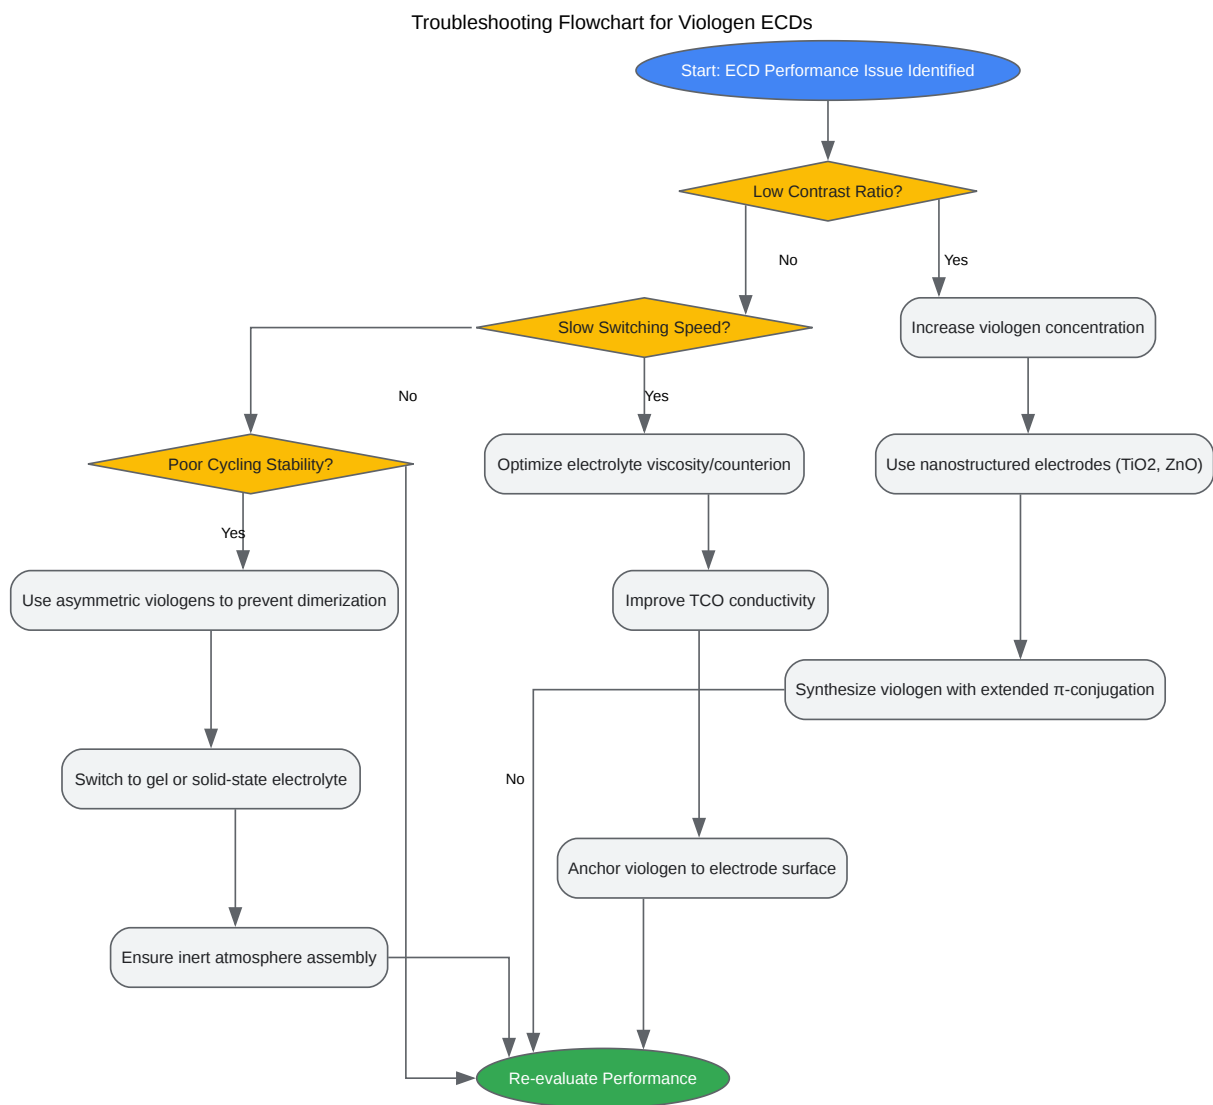 Troubleshooting Flowchart for Viologen ECDs
Start: ECD Performance Issue Identified
Low Contrast Ratio?
No
Yes
Slow Switching Speed?
Increase viologen concentration
No
Yes
Poor Cycling Stability?
Optimize electrolyte viscosity/counterion
Use nanostructured electrodes (TiO2, ZnO)
Yes
Use asymmetric viologens to prevent dimerization
Improve TCO conductivity
Synthesize viologen with extended π-conjugation
Switch to gel or solid-state electrolyte
No
Anchor viologen to electrode surface
Ensure inert atmosphere assembly
Re-evaluate Performance